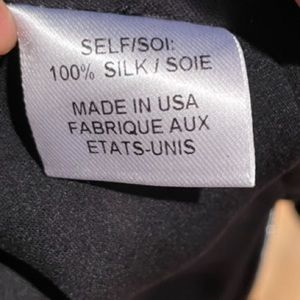 SELF/SOI:
100% SILK / SOIE
MADE IN USA
FABRIQUE AUX
ETATS-UNIS